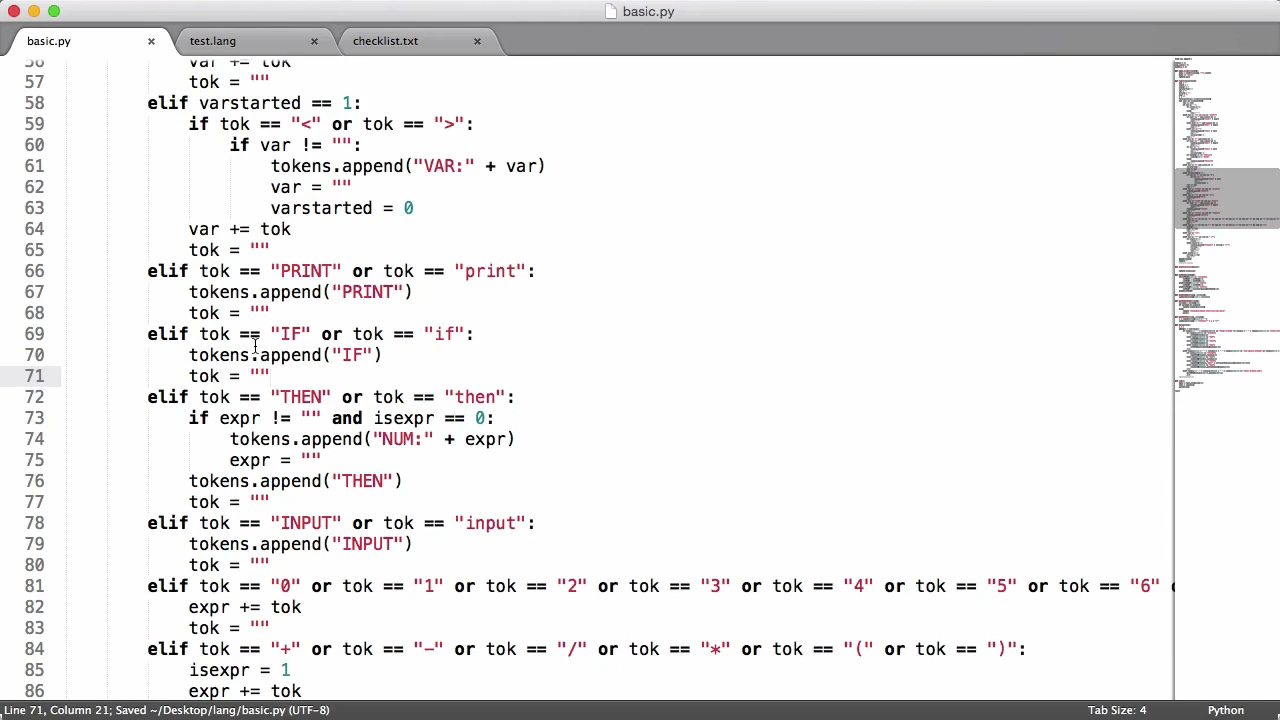 basic.py
basic.py × test.lang × checklist.txt ×
56 var += tok
57 tok = ""
58 elif varstarted == 1:
59 if tok == "<" or tok == ">":
60 if var != "":
61 tokens.append("VAR:" + var)
62 var = ""
63 varstarted = 0
64 var += tok
65 tok = ""
66 elif tok == "PRINT" or tok == "print":
67 tokens.append("PRINT")
68 tok = ""
69 elif tok == "IF" or tok == "if":
70 tokens.append("IF")
71 tok = ""
72 elif tok == "THEN" or tok == "then":
73 if expr != "" and isexpr == 0:
74 tokens.append("NUM:" + expr)
75 expr = ""
76 tokens.append("THEN")
77 tok = ""
78 elif tok == "INPUT" or tok == "input":
79 tokens.append("INPUT")
80 tok = ""
81 elif tok == "0" or tok == "1" or tok == "2" or tok == "3" or tok == "4" or tok == "5" or tok == "6"
82 expr += tok
83 tok = ""
84 elif tok == "+" or tok == "-" or tok == "/" or tok == "*" or tok == "(" or tok == ")":
85 isexpr = 1
86 expr += tok
Line 71, Column 21; Saved ~/Desktop/lang/basic.py (UTF-8) Tab Size: 4 Python